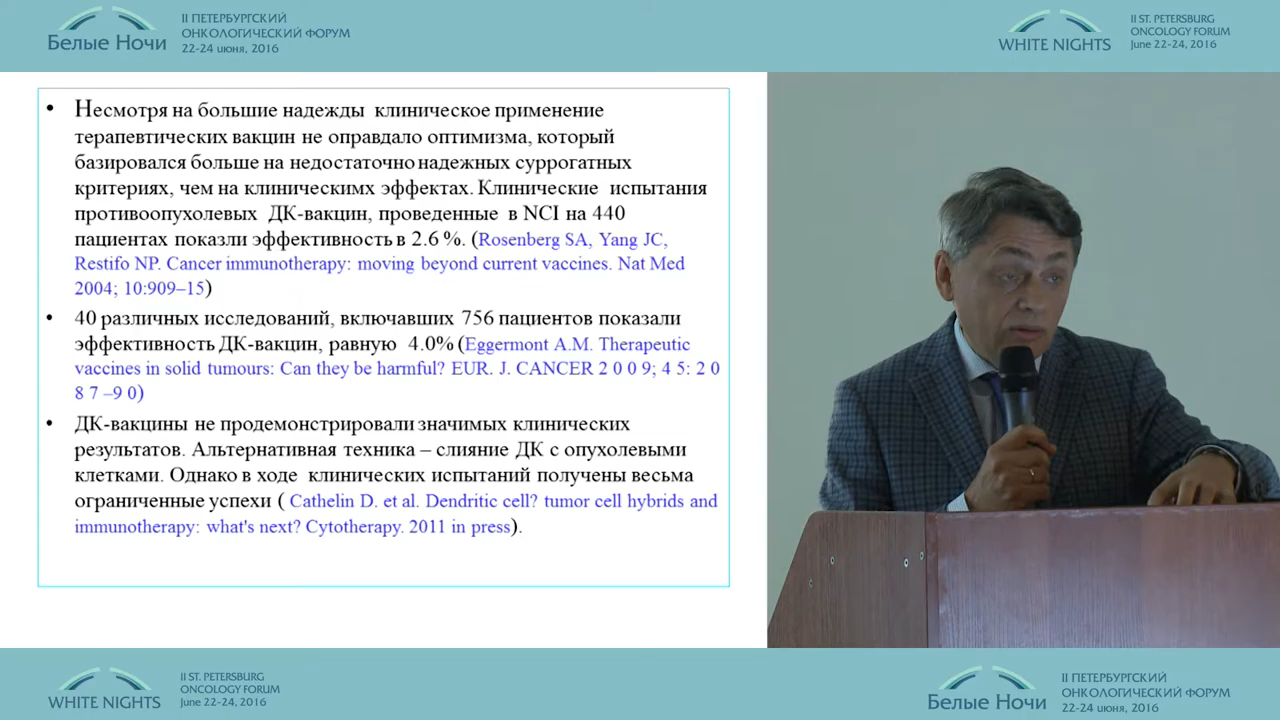 II ПЕТЕРБУРГСКИЙ
ОНКОЛОГИЧЕСКИЙ ФОРУМ
Белые Ночи
22-24 июня, 2016
II ST. PETERSBURG
ONCOLOGY FORUM
WHITE NIGHTS
June 22-24, 2016
• Несмотря на большие надежды клиническое применение
терапевтических вакцин не оправдало оптимизма, который
базировался больше на недостаточно надежных суррогатных
критериях, чем на клиническимх эффектах. Клинические испытания
противоопухолевых ДК-вакцин, проведенные в NCI на 440
пациентах показли эффективность в 2.6 %. (Rosenberg SA, Yang JC,
Restifo NP. Cancer immunotherapy: moving beyond current vaccines. Nat Med
2004; 10:909–15)
• 40 различных исследований, включавших 756 пациентов показали
эффективность ДК-вакцин, равную 4.0% (Eggermont A.M. Therapeutic
vaccines in solid tumours: Can they be harmful? EUR. J. CANCER 2 0 0 9; 4 5: 2 0
8 7 –9 0)
• ДК-вакцины не продемонстрировали значимых клинических
результатов. Альтернативная техника – слияние ДК с опухолевыми
клетками. Однако в ходе клинических испытаний получены весьма
ограниченные успехи ( Cathelin D. et al. Dendritic cell? tumor cell hybrids and
immunotherapy: what's next? Cytotherapy. 2011 in press).
II ST. PETERSBURG
ONCOLOGY FORUM
WHITE NIGHTS
June 22-24, 2016
II ПЕТЕРБУРГСКИЙ
ОНКОЛОГИЧЕСКИЙ ФОРУМ
Белые Ночи
22-24 июня, 2016